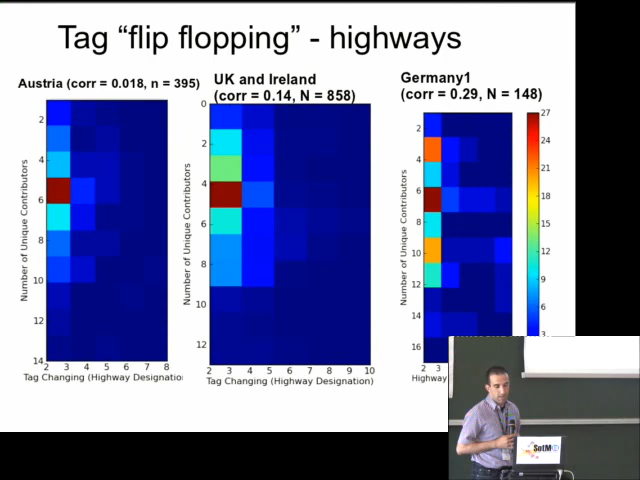 Tag “flip flopping” - highways
Austria (corr = 0.018, n = 395)
UK and Ireland
(corr = 0.14, N = 858)
Germany1
(corr = 0.29, N = 148)
Number of Unique Contributors
2
4
6
8
10
12
14
2 3 4 5 6 7 8
Tag Changing (Highway Designatio
Number of Unique Contributors
0
2
4
6
8
10
12
2 3 4 5 6 7 8 9 10
Tag Changing (Highway Designation)
Number of Unique Contributors
2
4
6
8
10
12
14
16
2 3
Highway
27
24
21
18
15
12
9
6
3
SotM